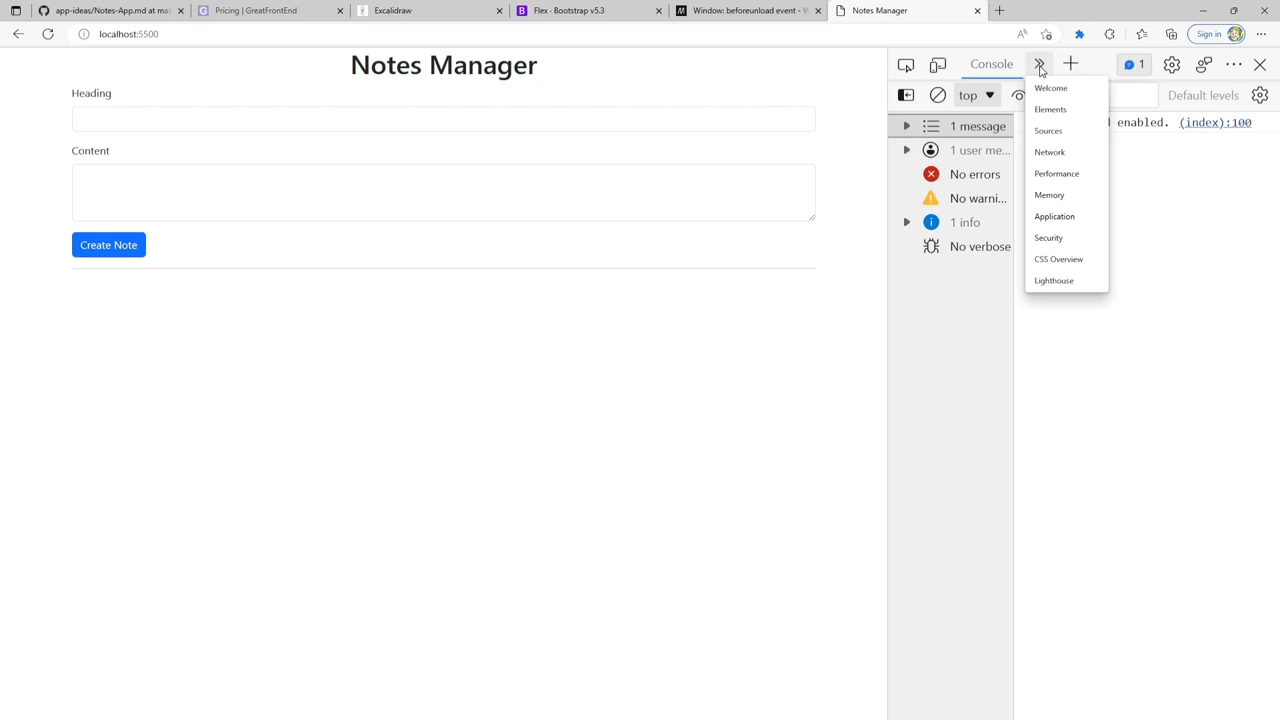 app-ideas/Notes-App.md at mas
Pricing | GreatFrontEnd
Excalidraw
Flex · Bootstrap v5.3
Window: beforeunload event - W
Notes Manager
localhost:5500
Sign in
Notes Manager
Heading
Content
Create Note
Console
1
top
Default levels
1 message
1 user me...
No errors
No warni...
1 info
No verbose
Welcome
Elements
Sources
Network
Performance
Memory
Application
Security
CSS Overview
Lighthouse
enabled. (index):100